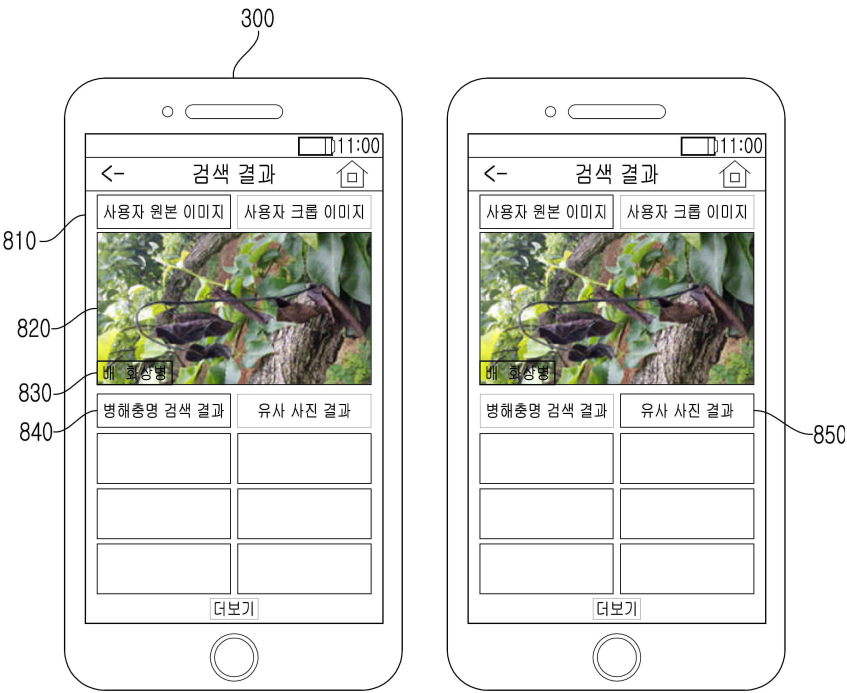 300
11:00
<- 검색 결과
사용자 원본 이미지 사용자 크롭 이미지
810
820
배 화상병
830
병해충명 검색 결과 유사 사진 결과
840
더보기
11:00
<- 검색 결과
사용자 원본 이미지 사용자 크롭 이미지
배 화상병
병해충명 검색 결과 유사 사진 결과
850
더보기